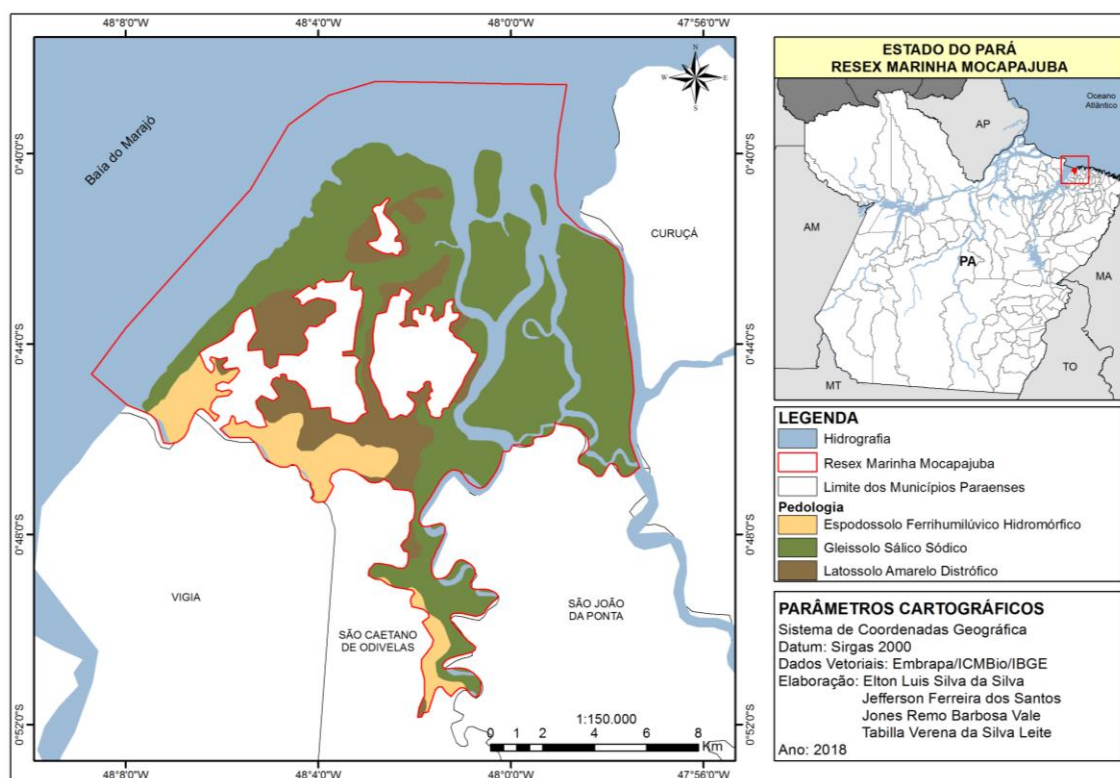 48°8'0"W
48°4'0"W
48°0'0"W
47°56'0"W
0°40'0"S
0°44'0"S
0°48'0"S
0°52'0"S
0°40'0"S
0°44'0"S
0°48'0"S
0°52'0"S
48°8'0"W
48°4'0"W
48°0'0"W
47°56'0"W
N
W
E
S
Baia do Marajó
CURUÇÁ
VIGIA
SÃO CAETANO
DE ODIVELAS
SÃO JOÃO
DA PONTA
1:150.000
0 1 2 4 6 8
Km
ESTADO DO PARÁ
RESEX MARINHA MOCAPAJUBA
Oceano
Atlântico
AP
AM
PA
MA
MT
TO
LEGENDA
Hidrografia
Resex Marinha Mocapajuba
Limite dos Municípios Paraenses
Pedologia
Espodossolo Ferrihumilúvico Hidromórfico
Gleissolo Sálico Sódico
Latossolo Amarelo Distrófico
PARÂMETROS CARTOGRÁFICOS
Sistema de Coordenadas Geográfica
Datum: Sirgas 2000
Dados Vetoriais: Embrapa/ICMBio/IBGE
Elaboração: Elton Luis Silva da Silva
Jefferson Ferreira dos Santos
Jones Remo Barbosa Vale
Tabilla Verena da Silva Leite
Ano: 2018